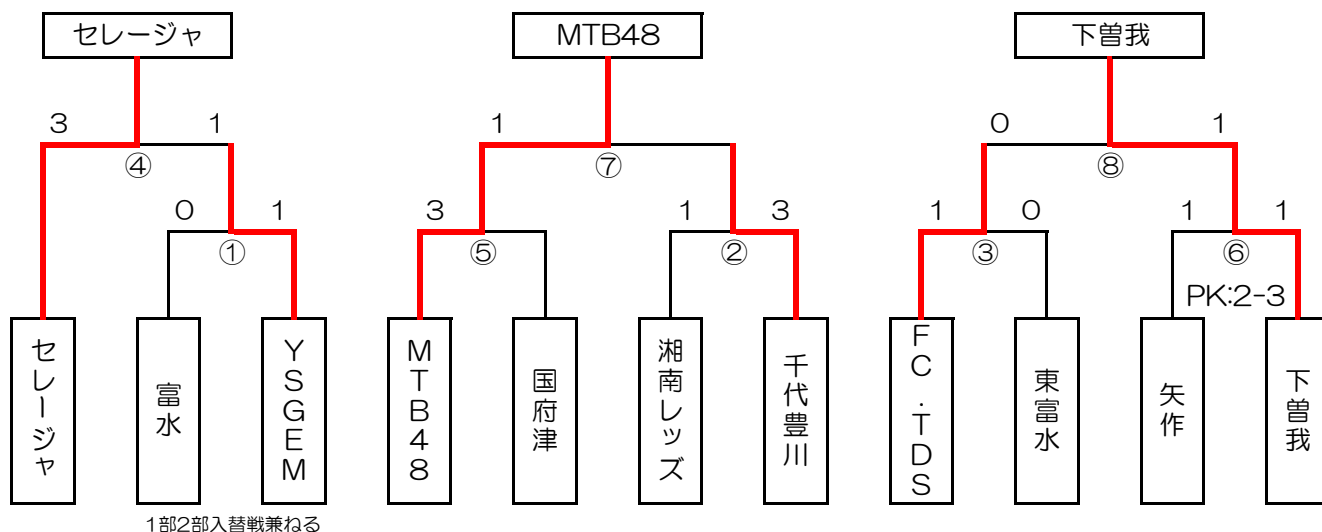 セレージャ MTB48 下曽我
3 1 1 0 1
④ ⑦ ⑧
0 1 3 1 3 1 0 1 1
① ⑤ ② ③ ⑥
PK:2-3
セレージャ
富水
YSGEM
MTB48
国府津
湘南レッズ
千代豊川
FC.TDS
東富水
矢作
下曽我
1部2部入替戦兼ねる